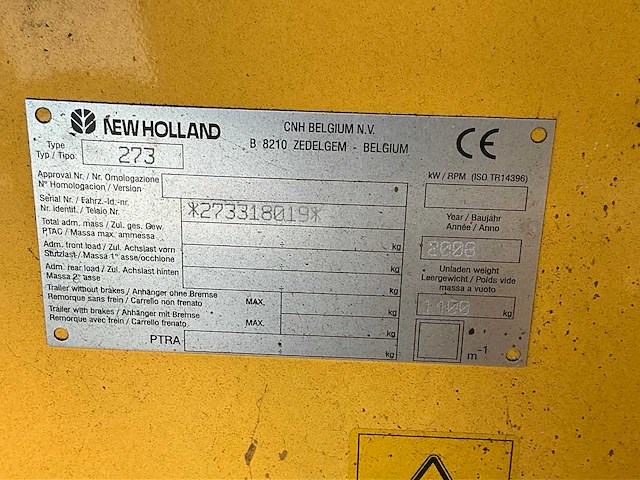 NEW HOLLAND
CNH BELGIUM N.V.
B 8210 ZEDELGEM - BELGIUM
CE
Type
Typ / Tipo:
273
Approval Nr. / Nr. Omologazione
N° Homologacion / Version
kW / RPM (ISO TR14396)
Serial Nr. / Fahrz.-Id.-nr.
Nr. identif. / Telaio Nr.
*273318019*
Total adm. mass / Zul. ges. Gew.
PTAC / Massa max. ammessa
kg
Year / Baujahr
Année / Anno
2008
Adm. front load / Zul. Achslast vorn
Stutzlast / Massa 1° asse/occhione
kg
Adm. rear load / Zul. Achslast hinten
Massa 2° asse
kg
Unladen weight
Leergewicht / Poids vide
massa a vuoto
1400
kg
Trailer without brakes / Anhänger ohne Bremse
Remorque sans frein / Carrello non frenato
MAX.
kg
Trailer with brakes / Anhänger mit Bremse
Remorque avec frein / Carrello frenato
MAX.
kg
PTRA
kg
m-1